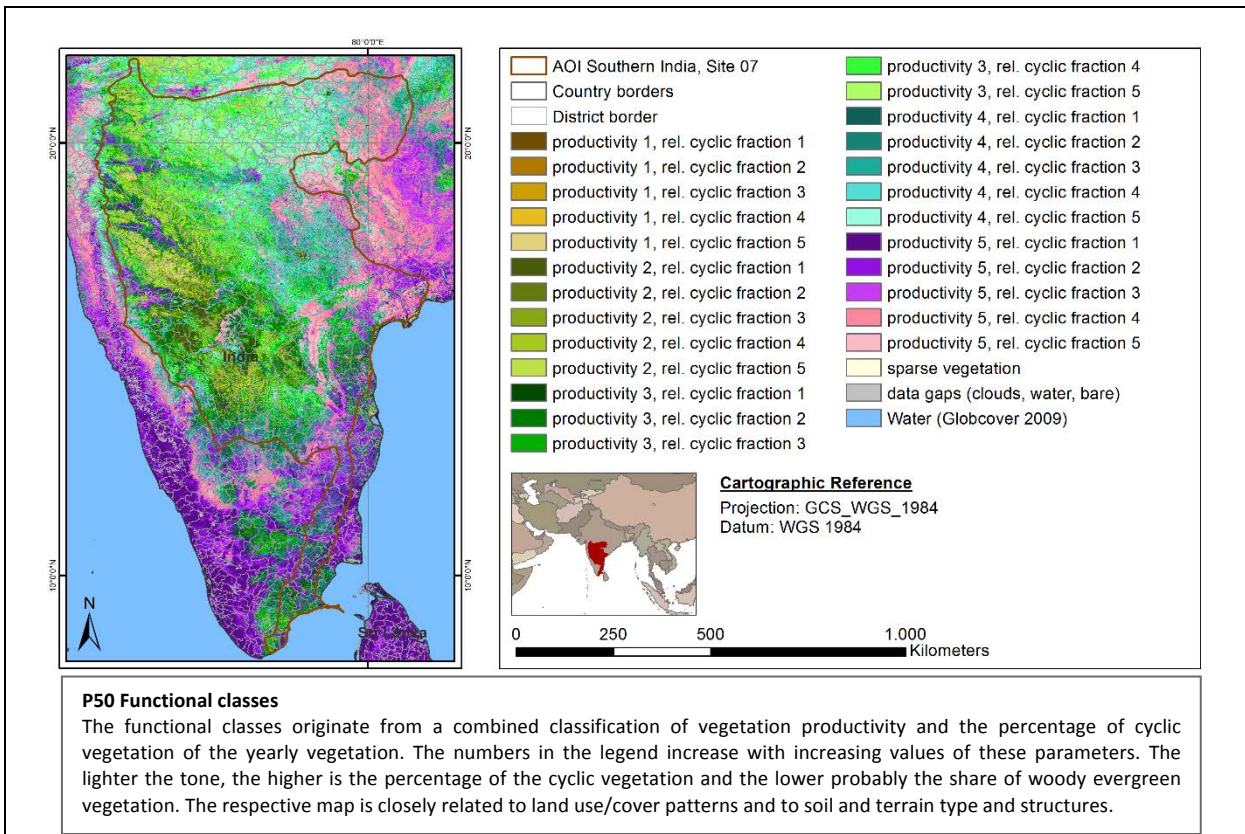 80°0'0"E
20°0'0"N
20°0'0"N
India
10°0'0"N
10°0'0"N
N
Sri Lanka
AOI Southern India, Site 07
Country borders
District border
productivity 1, rel. cyclic fraction 1
productivity 1, rel. cyclic fraction 2
productivity 1, rel. cyclic fraction 3
productivity 1, rel. cyclic fraction 4
productivity 1, rel. cyclic fraction 5
productivity 2, rel. cyclic fraction 1
productivity 2, rel. cyclic fraction 2
productivity 2, rel. cyclic fraction 3
productivity 2, rel. cyclic fraction 4
productivity 2, rel. cyclic fraction 5
productivity 3, rel. cyclic fraction 1
productivity 3, rel. cyclic fraction 2
productivity 3, rel. cyclic fraction 3
productivity 3, rel. cyclic fraction 4
productivity 3, rel. cyclic fraction 5
productivity 4, rel. cyclic fraction 1
productivity 4, rel. cyclic fraction 2
productivity 4, rel. cyclic fraction 3
productivity 4, rel. cyclic fraction 4
productivity 4, rel. cyclic fraction 5
productivity 5, rel. cyclic fraction 1
productivity 5, rel. cyclic fraction 2
productivity 5, rel. cyclic fraction 3
productivity 5, rel. cyclic fraction 4
productivity 5, rel. cyclic fraction 5
sparse vegetation
data gaps (clouds, water, bare)
Water (Globcover 2009)
Cartographic Reference
Projection: GCS_WGS_1984
Datum: WGS 1984
0 250 500 1.000
Kilometers
P50 Functional classes
The functional classes originate from a combined classification of vegetation productivity and the percentage of cyclic
vegetation of the yearly vegetation. The numbers in the legend increase with increasing values of these parameters. The
lighter the tone, the higher is the percentage of the cyclic vegetation and the lower probably the share of woody evergreen
vegetation. The respective map is closely related to land use/cover patterns and to soil and terrain type and structures.